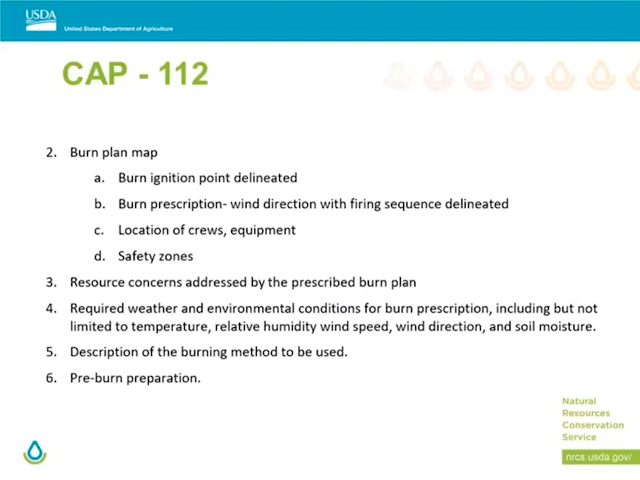 USDA
United States Department of Agriculture
CAP - 112
2. Burn plan map
a. Burn ignition point delineated
b. Burn prescription- wind direction with firing sequence delineated
c. Location of crews, equipment
d. Safety zones
3. Resource concerns addressed by the prescribed burn plan
4. Required weather and environmental conditions for burn prescription, including but not
limited to temperature, relative humidity wind speed, wind direction, and soil moisture.
5. Description of the burning method to be used.
6. Pre-burn preparation.
Natural
Resources
Conservation
Service
nrcs.usda.gov/